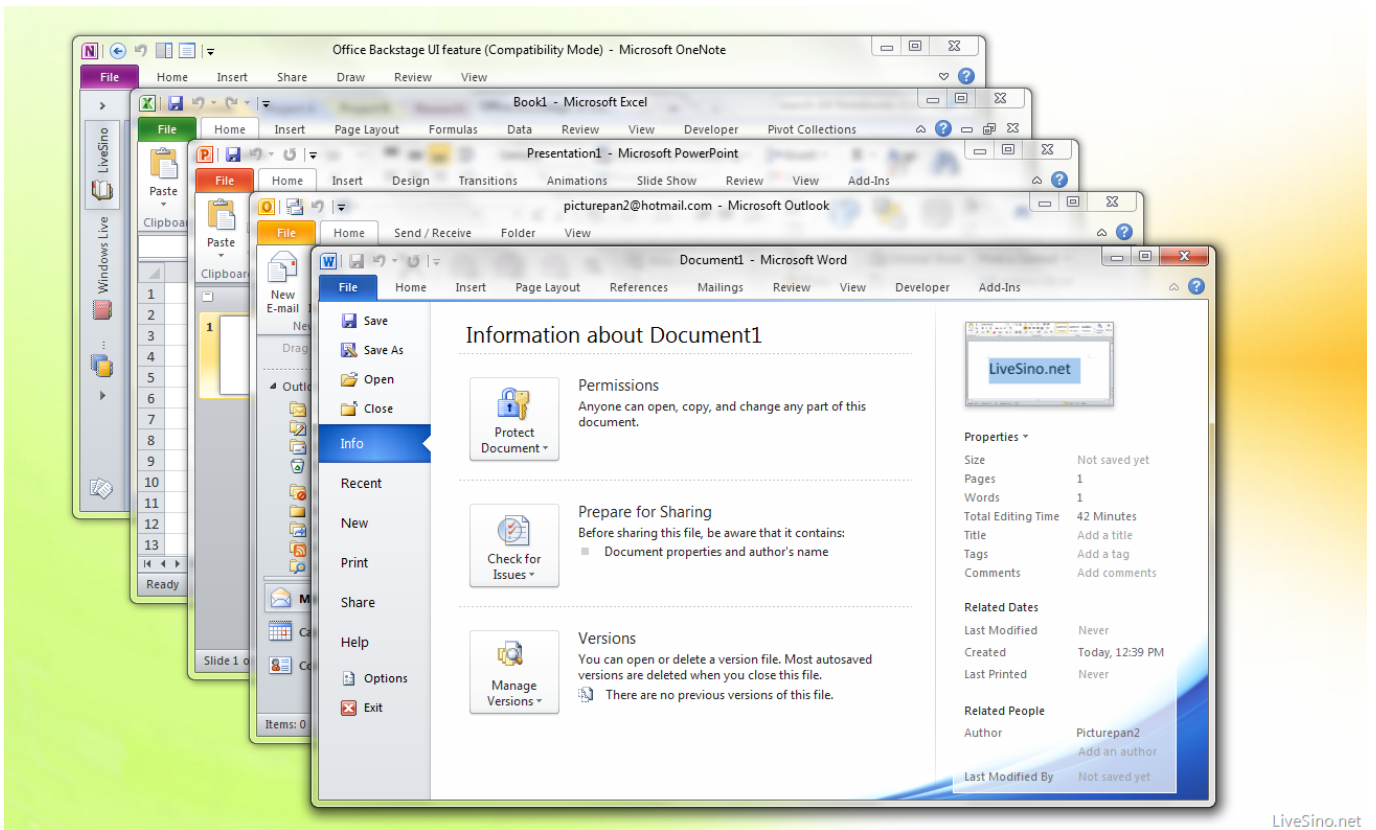 Office Backstage UI feature (Compatibility Mode) - Microsoft OneNote
File Home Insert Share Draw Review View
LiveSino
Windows Live
...
Book1 - Microsoft Excel
File Home Insert Page Layout Formulas Data Review View Developer Pivot Collections
Paste
Clipboar
1
2
3
4
5
6
7
8
9
10
11
12
13
Ready
Presentation1 - Microsoft PowerPoint
File Home Insert Design Transitions Animations Slide Show Review View Add-Ins
Paste
Clipboar
1
Slide 1 o
picturepan2@hotmail.com - Microsoft Outlook
File Home Send / Receive Folder View
New
E-mail
Ne
Drag
Outlo
M
Ca
Co
Items: 0
Document1 - Microsoft Word
File Home Insert Page Layout References Mailings Review View Developer Add-Ins
Save
Save As
Open
Close
Info
Recent
New
Print
Share
Help
Options
Exit
Information about Document1
Protect
Document
Permissions
Anyone can open, copy, and change any part of this
document.
Check for
Issues
Prepare for Sharing
Before sharing this file, be aware that it contains:
Document properties and author's name
Manage
Versions
Versions
You can open or delete a version file. Most autosaved
versions are deleted when you close this file.
There are no previous versions of this file.
LiveSino.net
Properties
Size Not saved yet
Pages 1
Words 1
Total Editing Time 42 Minutes
Title Add a title
Tags Add a tag
Comments Add comments
Related Dates
Last Modified Never
Created Today, 12:39 PM
Last Printed Never
Related People
Author Picturepan2
Add an author
Last Modified By Not saved yet
LiveSino.net